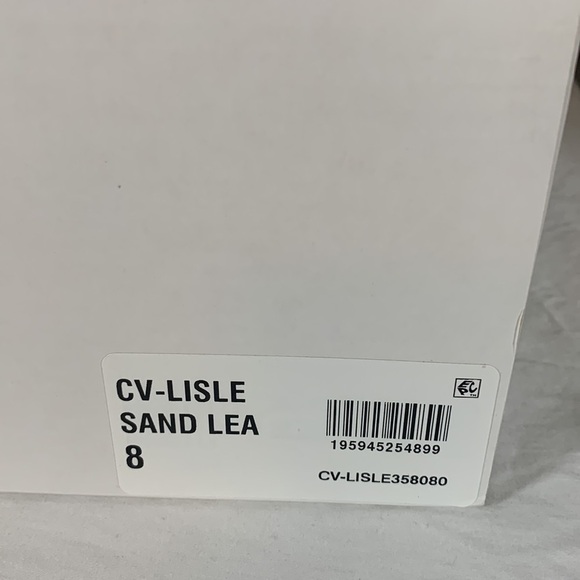 CV-LISLE
SAND LEA
8
195945254899
CV-LISLE358080